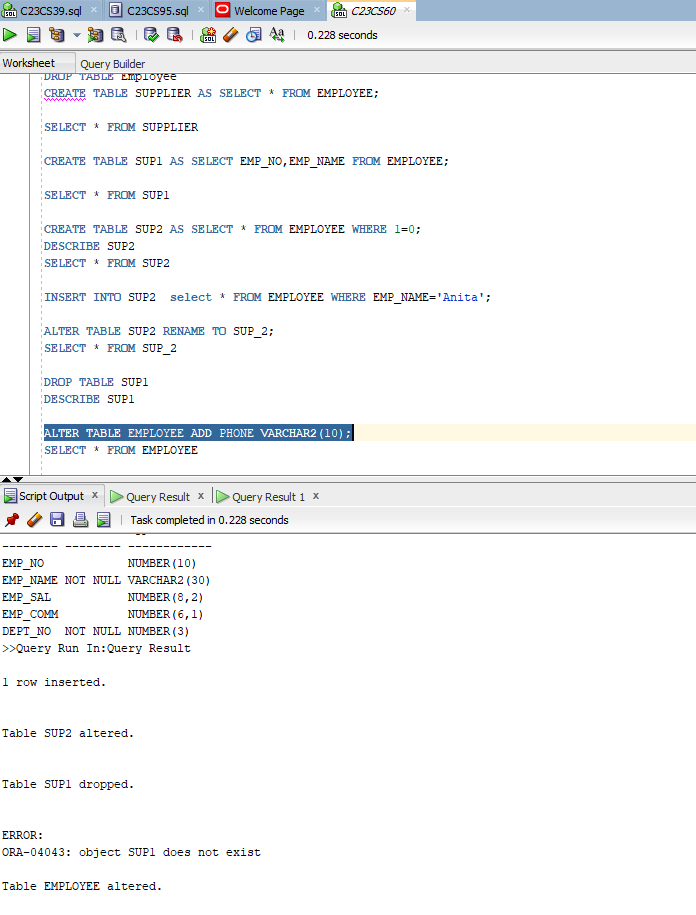 C23CS39.sql C23CS95.sql Welcome Page C23CS60
0.228 seconds
Worksheet Query Builder
DROP TABLE Employee
CREATE TABLE SUPPLIER AS SELECT * FROM EMPLOYEE;
SELECT * FROM SUPPLIER
CREATE TABLE SUP1 AS SELECT EMP_NO,EMP_NAME FROM EMPLOYEE;
SELECT * FROM SUP1
CREATE TABLE SUP2 AS SELECT * FROM EMPLOYEE WHERE 1=0;
DESCRIBE SUP2
SELECT * FROM SUP2
INSERT INTO SUP2  select * FROM EMPLOYEE WHERE EMP_NAME='Anita';
ALTER TABLE SUP2 RENAME TO SUP_2;
SELECT * FROM SUP_2
DROP TABLE SUP1
DESCRIBE SUP1
ALTER TABLE EMPLOYEE ADD PHONE VARCHAR2(10);
SELECT * FROM EMPLOYEE
Script Output x Query Result x Query Result 1 x
Task completed in 0.228 seconds
-------- -------- ------------
EMP_NO            NUMBER(10)
EMP_NAME NOT NULL VARCHAR2(30)
EMP_SAL           NUMBER(8,2)
EMP_COMM          NUMBER(6,1)
DEPT_NO  NOT NULL NUMBER(3)
>>Query Run In:Query Result
1 row inserted.
Table SUP2 altered.
Table SUP1 dropped.
ERROR:
ORA-04043: object SUP1 does not exist
Table EMPLOYEE altered.